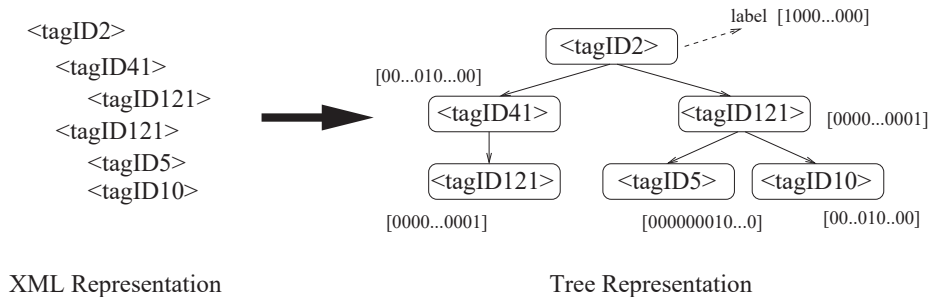 <tagID2>
<tagID41>
<tagID121>
<tagID121>
<tagID5>
<tagID10>
XML Representation
label [1000...000]
<tagID2>
[00...010...00]
<tagID41>
<tagID121>
[0000...0001]
<tagID121>
<tagID5>
<tagID10>
[0000...0001]
[000000010...0]
[00..010..00]
Tree Representation